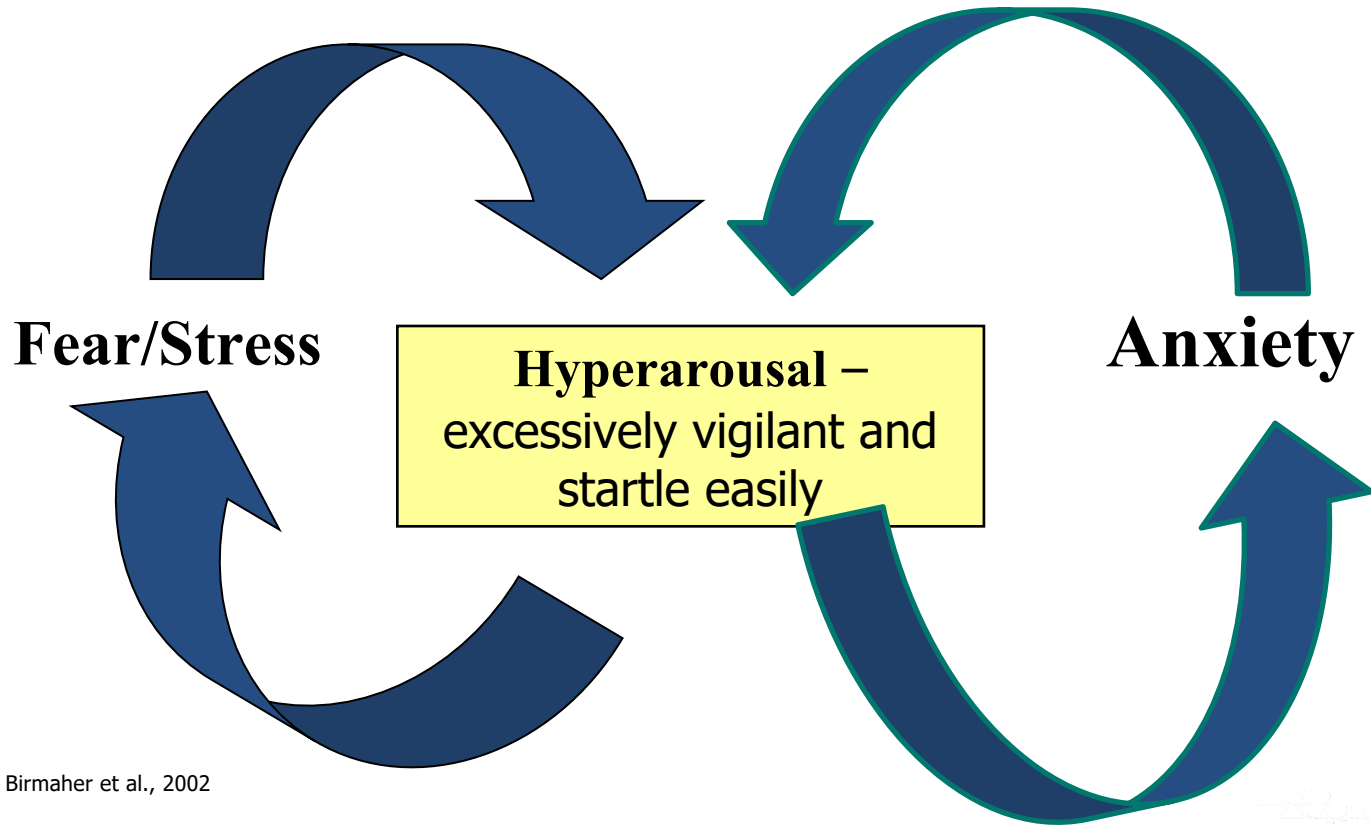 Fear/Stress
Hyperarousal –
excessively vigilant and
startle easily
Anxiety
Birmaher et al., 2002